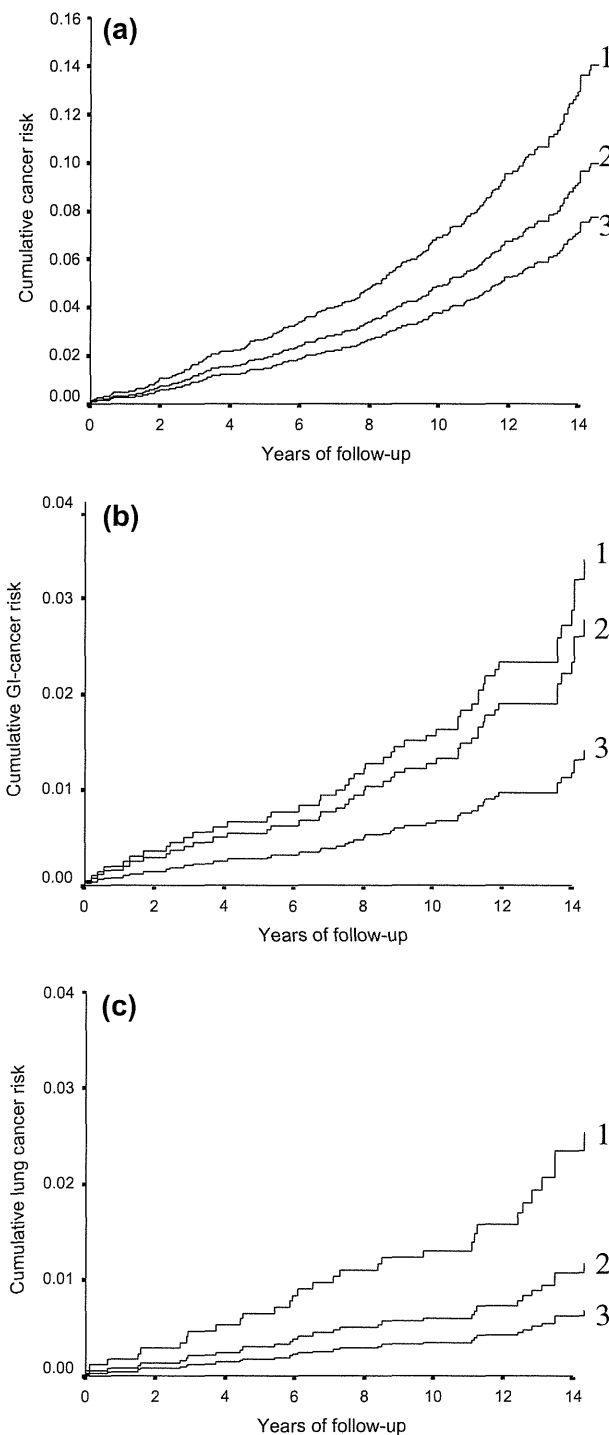 (a)
Cumulative cancer risk
0.16
0.14
0.12
0.10
0.08
0.06
0.04
0.02
0.00
1
2
3
0 2 4 6 8 10 12 14
Years of follow-up
(b)
Cumulative GI-cancer risk
0.04
0.03
0.02
0.01
0.00
1
2
3
0 2 4 6 8 10 12 14
Years of follow-up
(c)
Cumulative lung cancer risk
0.04
0.03
0.02
0.01
0.00
1
2
3
0 2 4 6 8 10 12 14
Years of follow-up